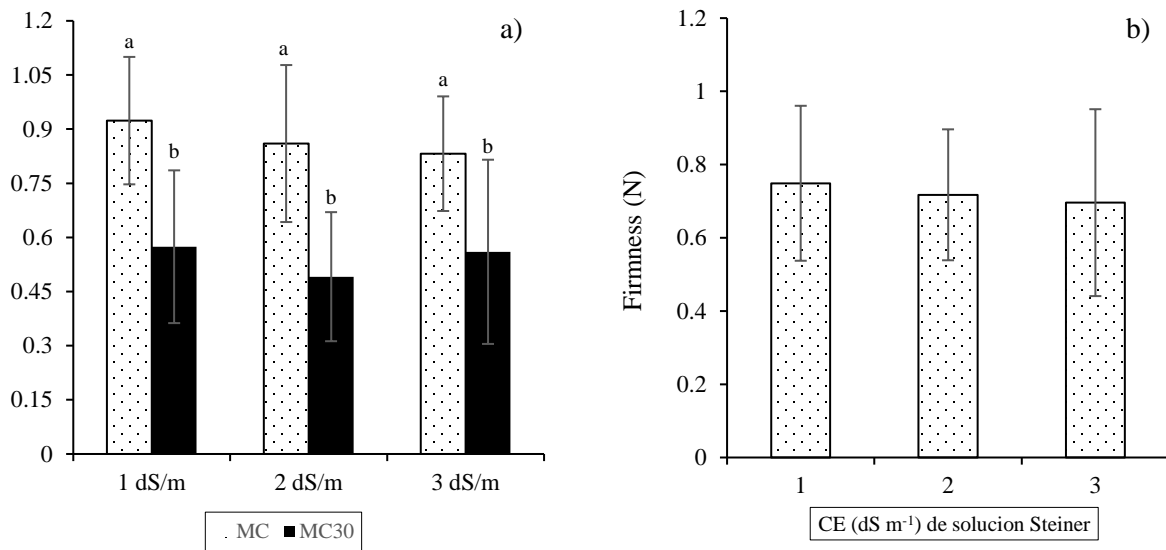 a)
1.2
1.05
0.9
0.75
0.6
0.45
0.3
0.15
0
a
b
a
b
a
b
1 dS/m
2 dS/m
3 dS/m
MC MC30
b)
Firmness (N)
1.2
1
0.8
0.6
0.4
0.2
0
1
2
3
CE (dS m⁻¹) de solucion Steiner